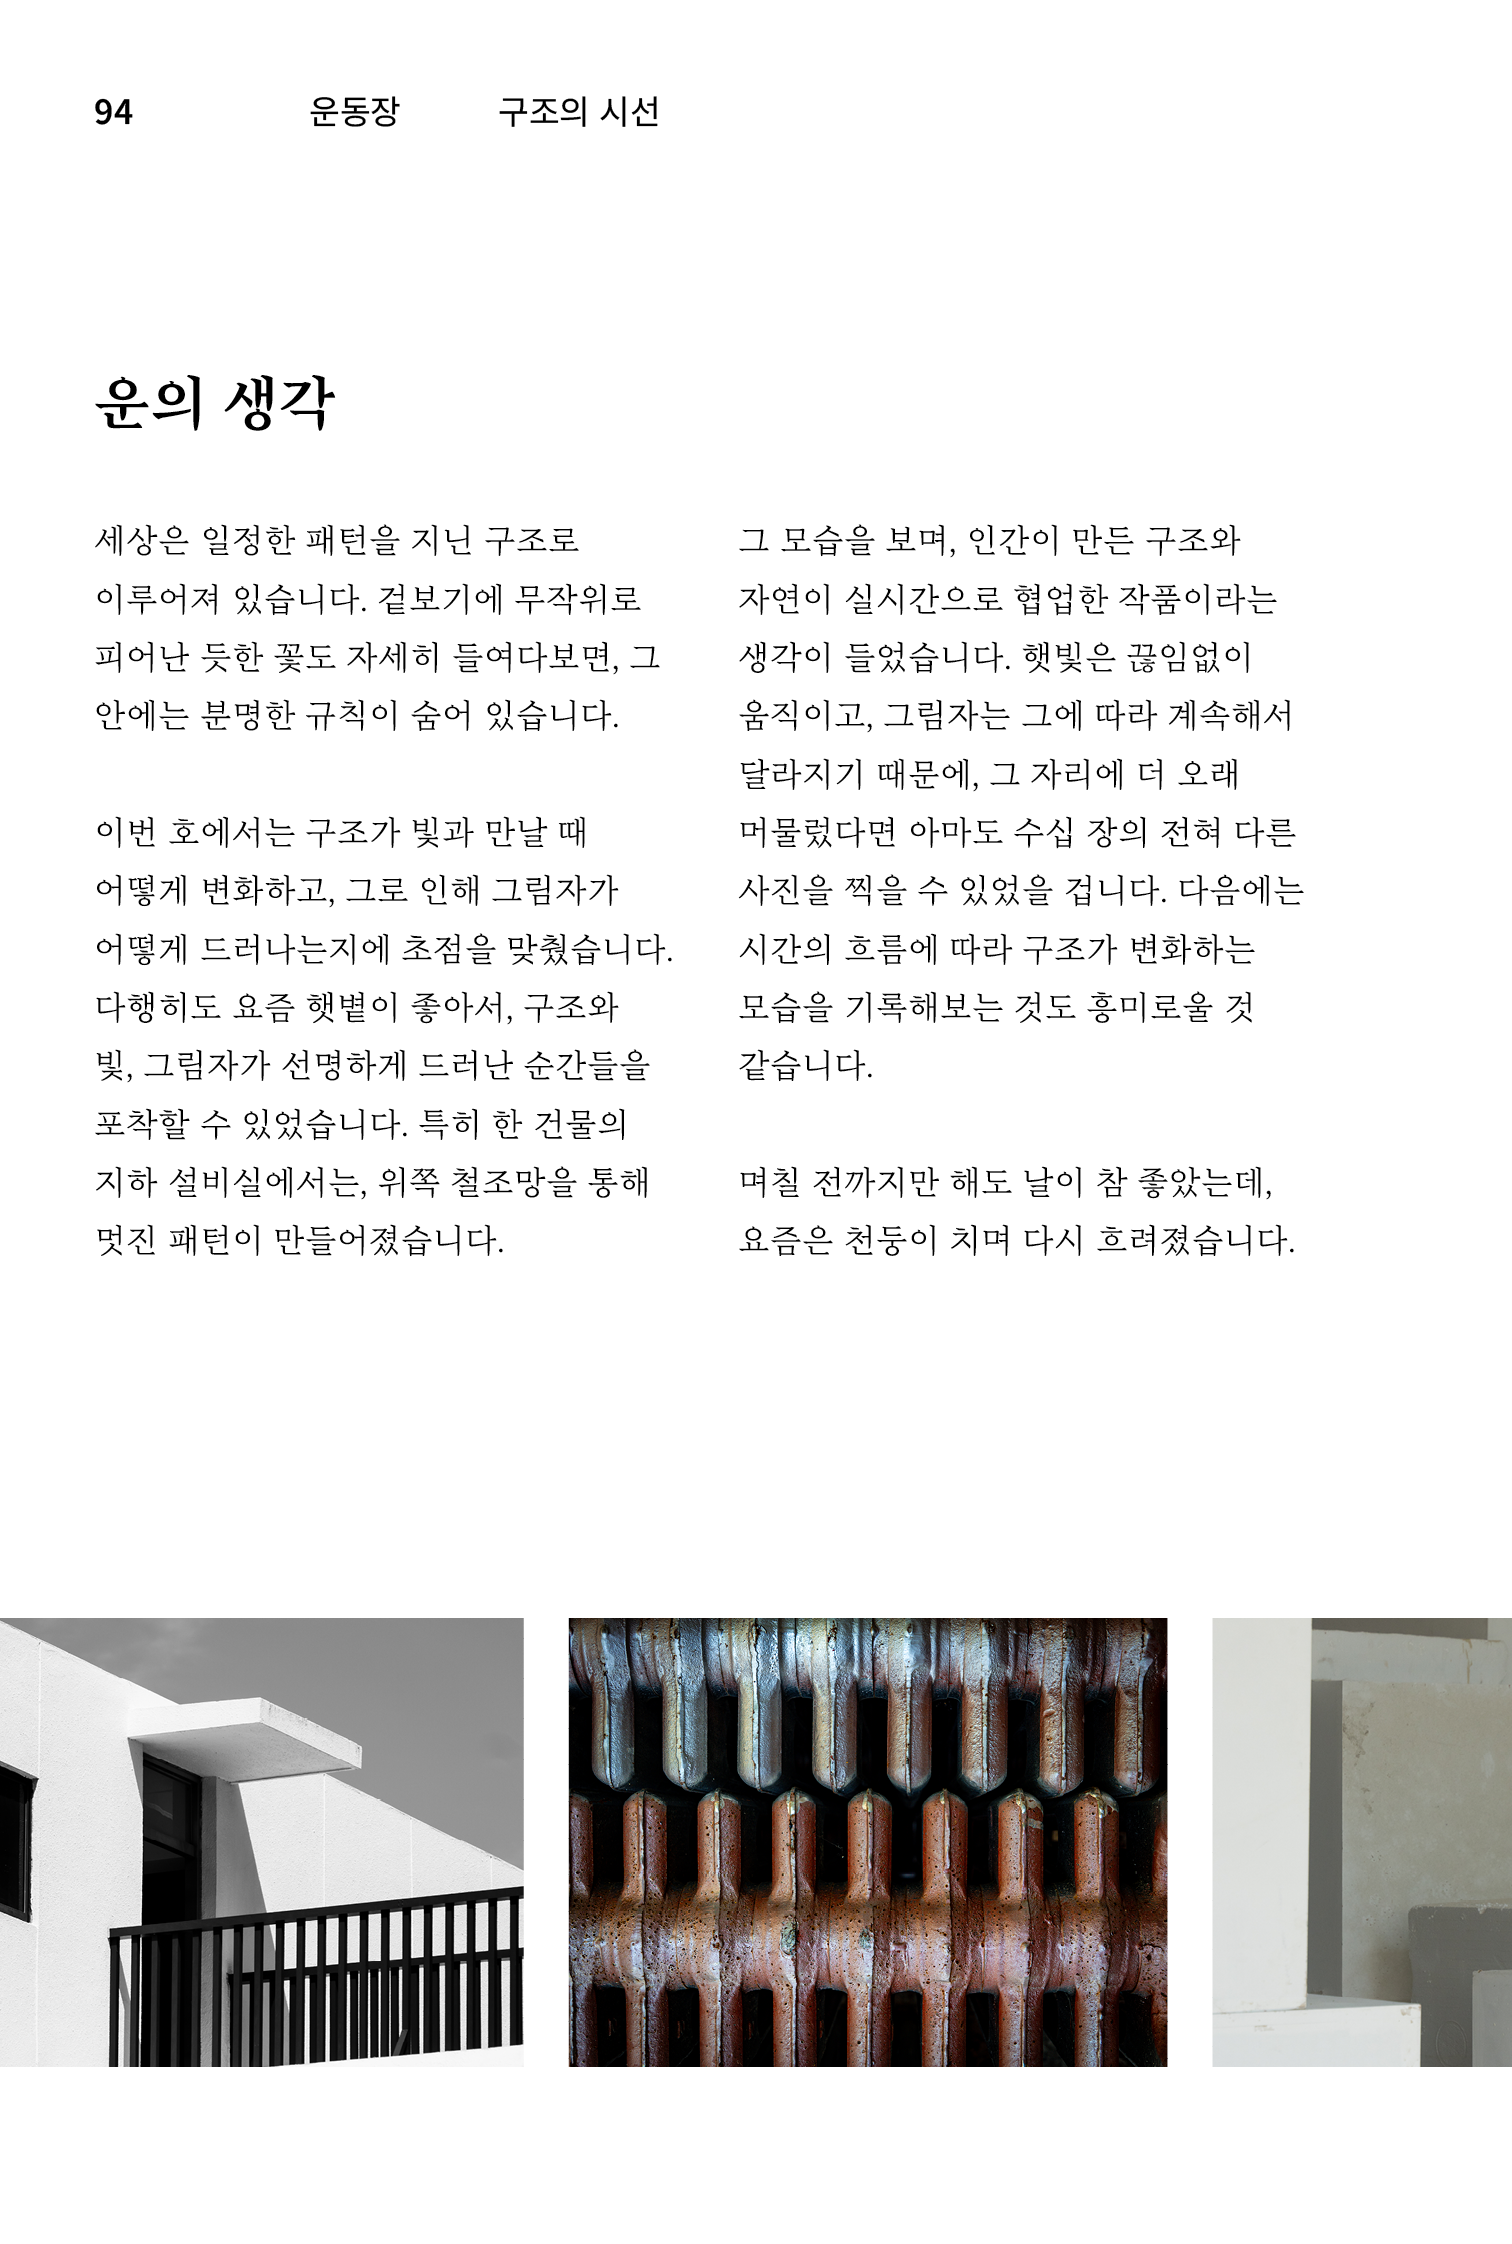 94 운동장 구조의 시선
운의 생각
세상은 일정한 패턴을 지닌 구조로
이루어져 있습니다. 겉보기에 무작위로
피어난 듯한 꽃도 자세히 들여다보면, 그
안에는 분명한 규칙이 숨어 있습니다.
이번 호에서는 구조가 빛과 만날 때
어떻게 변화하고, 그로 인해 그림자가
어떻게 드러나는지에 초점을 맞췄습니다.
다행히도 요즘 햇볕이 좋아서, 구조와
빛, 그림자가 선명하게 드러난 순간들을
포착할 수 있었습니다. 특히 한 건물의
지하 설비실에서는, 위쪽 철조망을 통해
멋진 패턴이 만들어졌습니다.
그 모습을 보며, 인간이 만든 구조와
자연이 실시간으로 협업한 작품이라는
생각이 들었습니다. 햇빛은 끊임없이
움직이고, 그림자는 그에 따라 계속해서
달라지기 때문에, 그 자리에 더 오래
머물렀다면 아마도 수십 장의 전혀 다른
사진을 찍을 수 있었을 겁니다. 다음에는
시간의 흐름에 따라 구조가 변화하는
모습을 기록해보는 것도 흥미로울 것
같습니다.
며칠 전까지만 해도 날이 참 좋았는데,
요즘은 천둥이 치며 다시 흐려졌습니다.